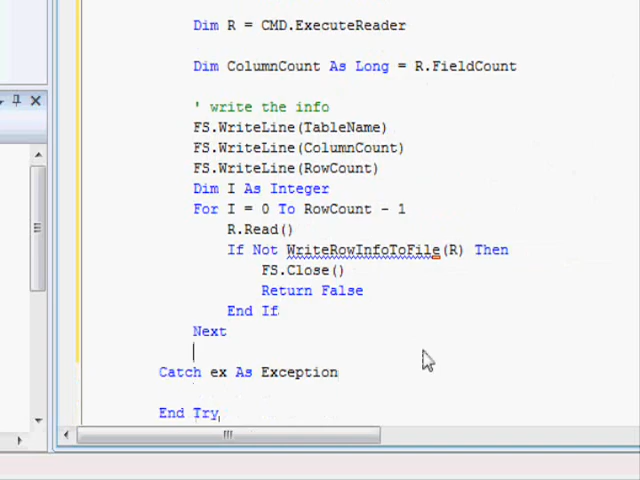 Dim R = CMD.ExecuteReader
Dim ColumnCount As Long = R.FieldCount
' write the info
FS.WriteLine(TableName)
FS.WriteLine(ColumnCount)
FS.WriteLine(RowCount)
Dim I As Integer
For I = 0 To RowCount - 1
R.Read()
If Not WriteRowInfoToFile(R) Then
FS.Close()
Return False
End If
Next
Catch ex As Exception
End Try